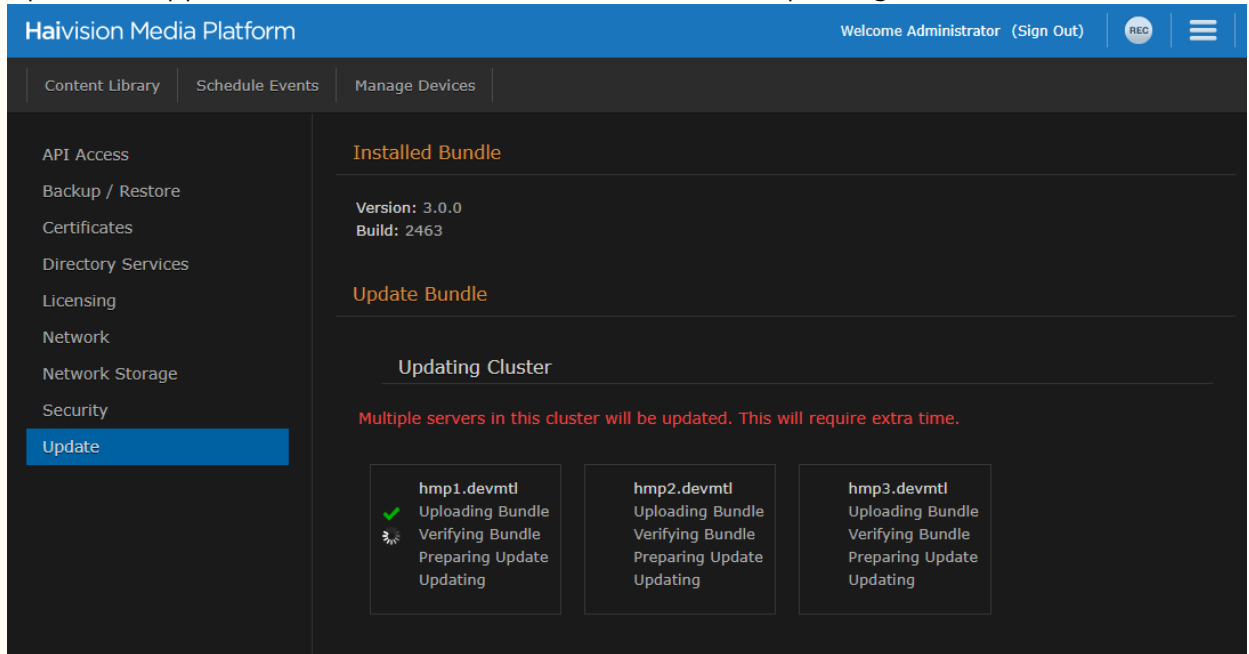 Haivision Media Platform
Welcome Administrator (Sign Out)
REC
Content Library
Schedule Events
Manage Devices
API Access
Backup / Restore
Certificates
Directory Services
Licensing
Network
Network Storage
Security
Update
Installed Bundle
Version: 3.0.0
Build: 2463
Update Bundle
Updating Cluster
Multiple servers in this cluster will be updated. This will require extra time.
hmp1.devmtl
Uploading Bundle
Verifying Bundle
Preparing Update
Updating
hmp2.devmtl
Uploading Bundle
Verifying Bundle
Preparing Update
Updating
hmp3.devmtl
Uploading Bundle
Verifying Bundle
Preparing Update
Updating